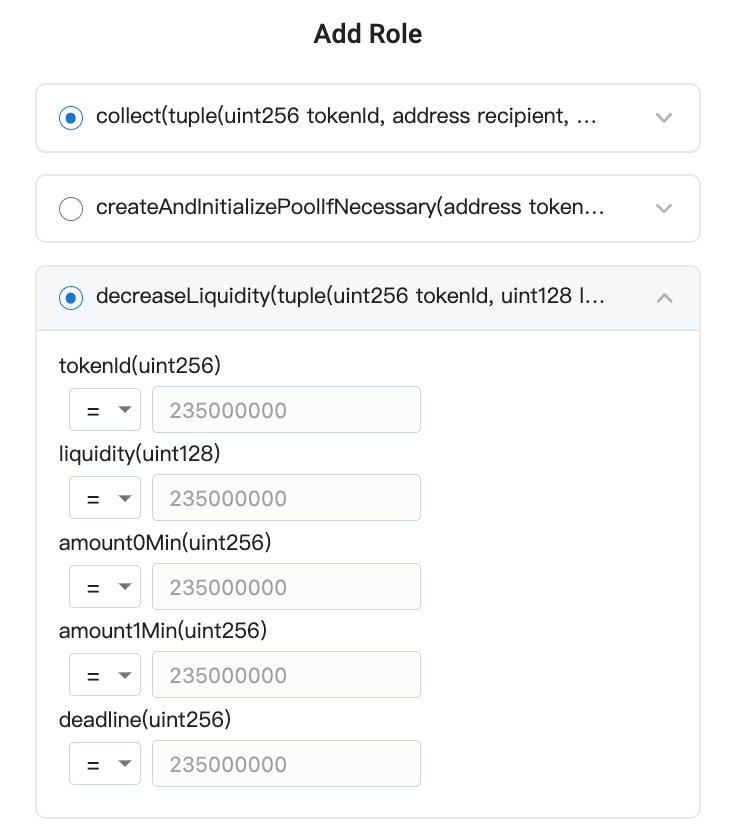 Add Role
collect(tuple(uint256 tokenId, address recipient, ...
createAndInitializePoolIfNecessary(address token...
decreaseLiquidity(tuple(uint256 tokenId, uint128 l...
tokenId(uint256)
= 235000000
liquidity(uint128)
= 235000000
amount0Min(uint256)
= 235000000
amount1Min(uint256)
= 235000000
deadline(uint256)
= 235000000